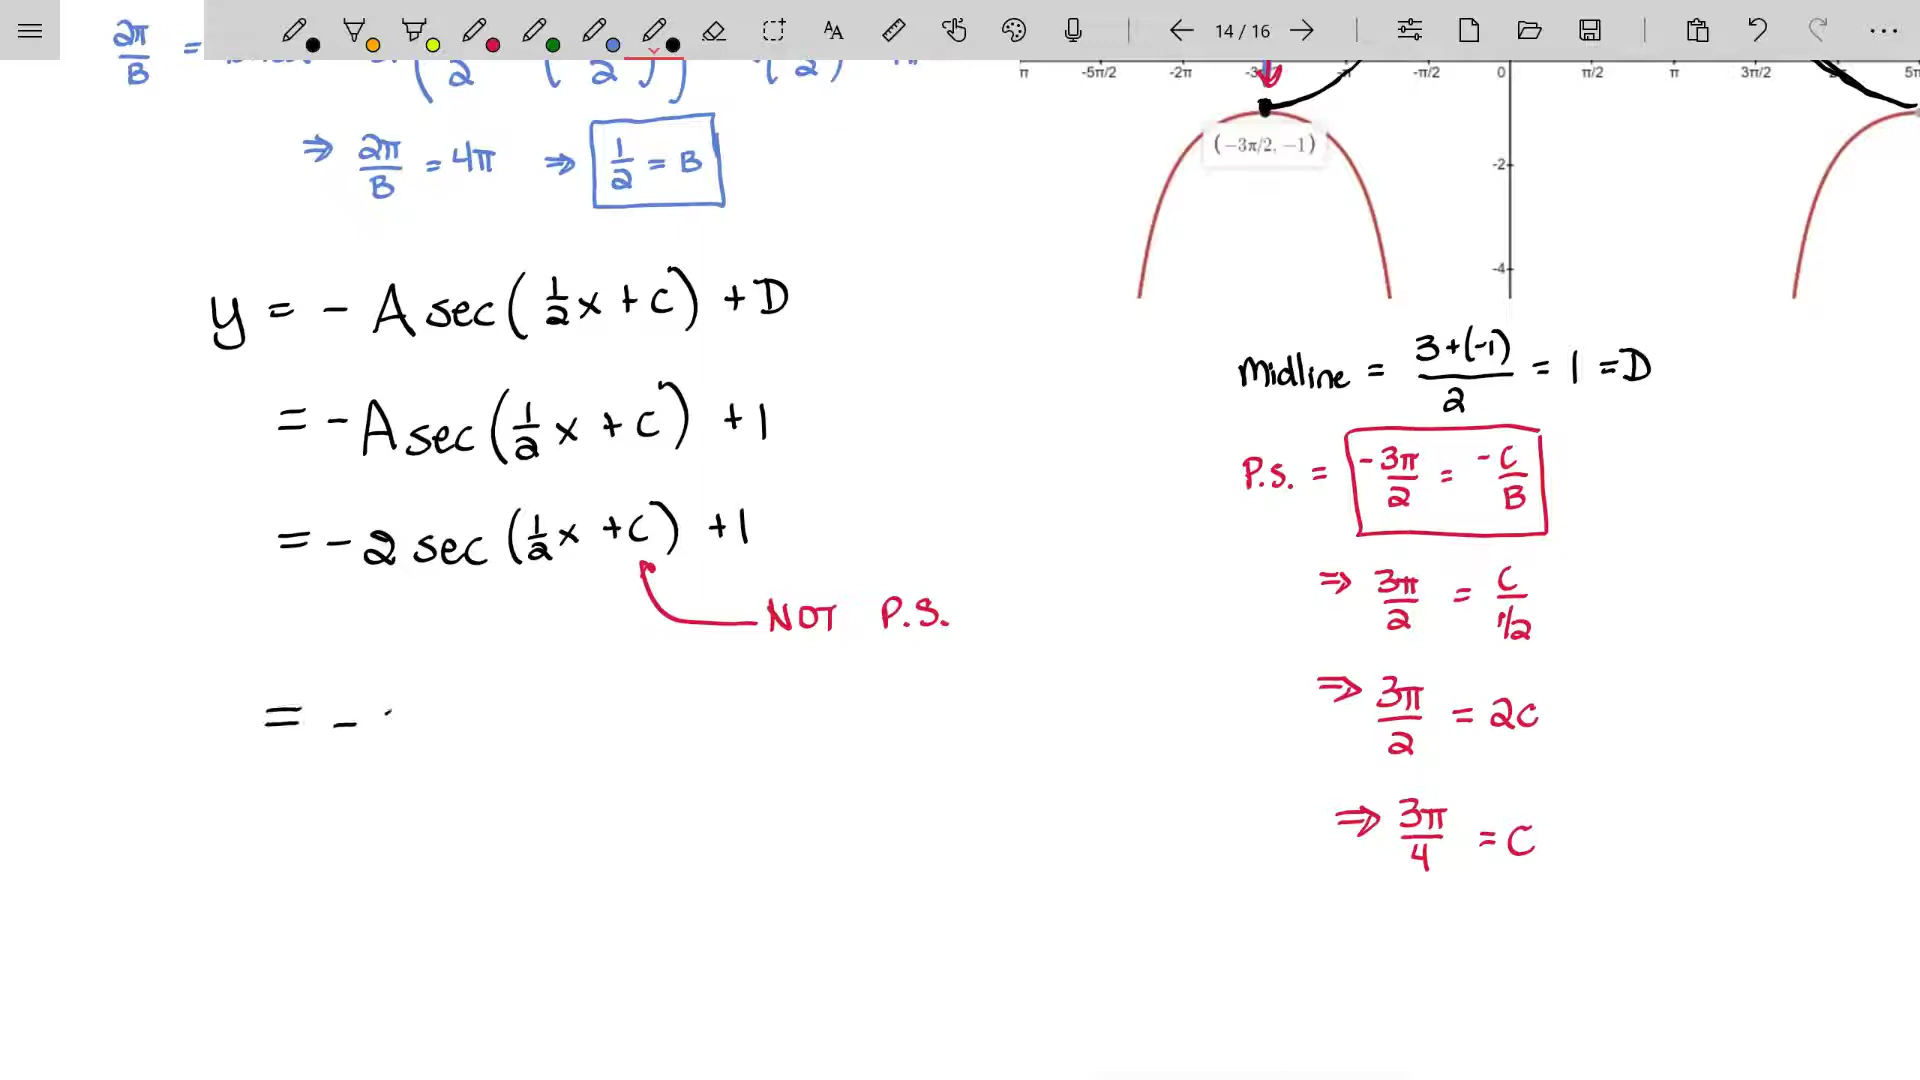 14 / 16
2π/B =
⇒ 2π/B = 4π ⇒ 1/2 = B
y = - A sec(1/2 x + C) + D
= - A sec(1/2 x + C) + 1
= - 2 sec(1/2 x + C) + 1
NOT P.S.
= -
π -5π/2 -2π -π -π/2 0 π/2 π 3π/2
(−3π/2, −1)
-2
-4
Midline = 3+(-1)/2 = 1 = D
P.S. = -3π/2 = -C/B
⇒ 3π/2 = C/1/2
⇒ 3π/2 = 2C
⇒ 3π/4 = C